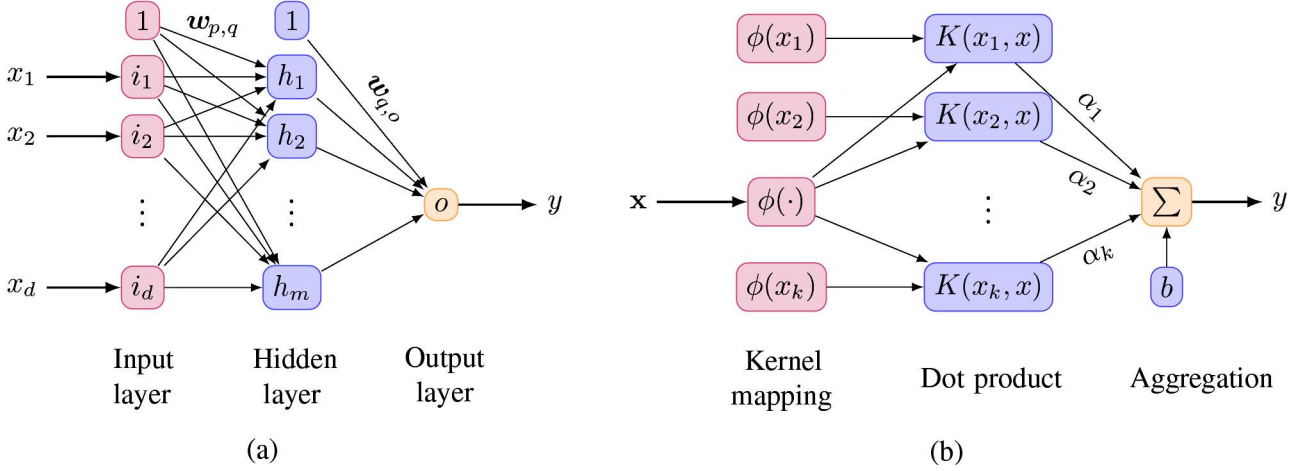 1
w_{p,q}
1
x_1
i_1
h_1
x_2
i_2
h_2
w_{q,o}
⋮
⋮
o
y
x_d
i_d
h_m
Input
layer
Hidden
layer
Output
layer
(a)
ϕ(x_1)
K(x_1, x)
α_1
ϕ(x_2)
K(x_2, x)
α_2
x
ϕ(·)
⋮
∑
y
α_k
ϕ(x_k)
K(x_k, x)
b
Kernel
mapping
Dot product
Aggregation
(b)